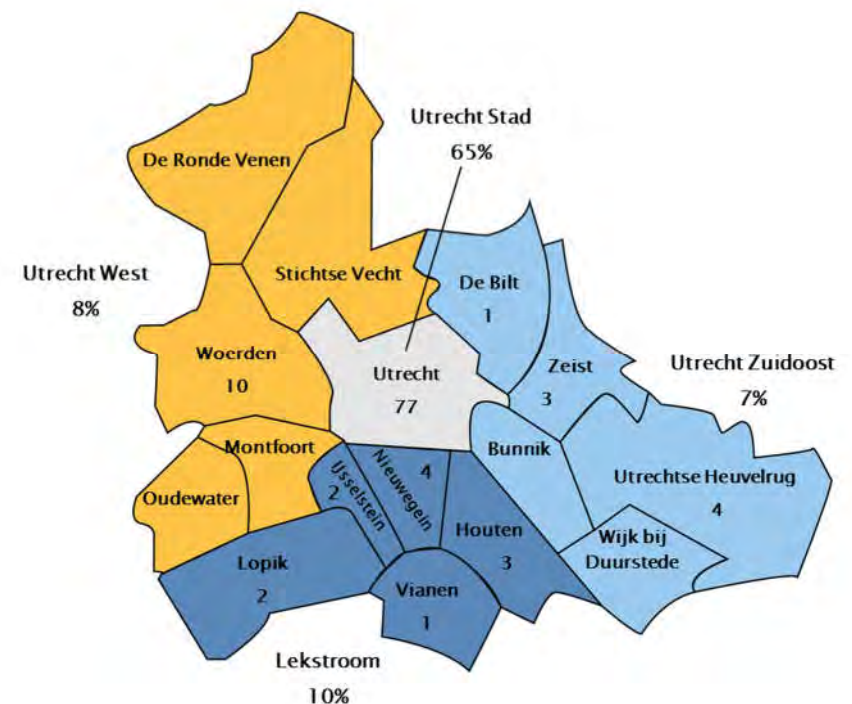 Utrecht Stad
65%
De Ronde Venen
Utrecht West
8%
Stichtse Vecht
De Bilt
1
Woerden
10
Utrecht
77
Zeist
3
Utrecht Zuidoost
7%
Montfoort
Oudewater
IJsselstein
2
Nieuwegein
4
Bunnik
Utrechtse Heuvelrug
4
Houten
3
Wijk bij
Duurstede
Lopik
2
Vianen
1
Lekstroom
10%